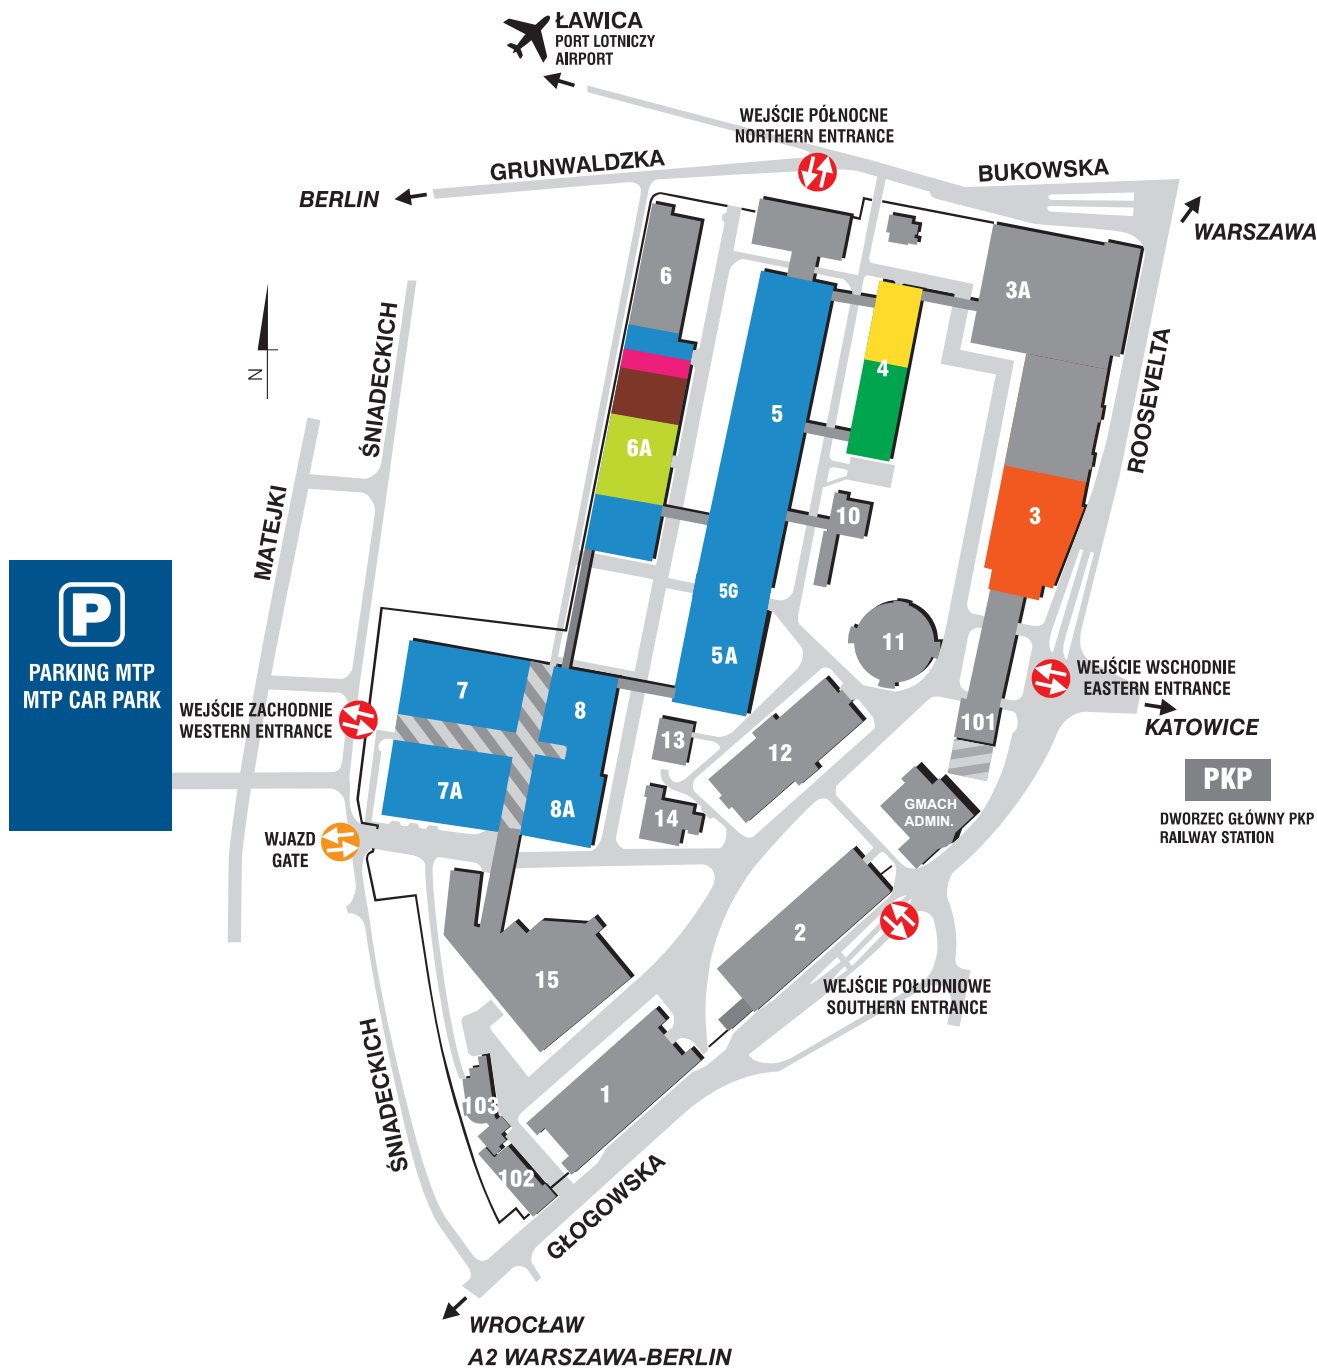 ŁAWICA
PORT LOTNICZY
AIRPORT
WEJŚCIE PÓŁNOCNE
NORTHERN ENTRANCE
GRUNWALDZKA
BUKOWSKA
BERLIN
WARSZAWA
6
3A
ŚNIADECKICH
N
4
5
ROOSEVELTA
6A
MATEJKI
10
3
P
5G
PARKING MTP
MTP CAR PARK
11
5A
WEJŚCIE WSCHODNIE
EASTERN ENTRANCE
7
8
WEJŚCIE ZACHODNIE
WESTERN ENTRANCE
101
KATOWICE
13
12
PKP
7A
8A
14
GMACH
ADMIN.
DWORZEC GŁÓWNY PKP
RAILWAY STATION
WJAZD
GATE
2
15
WEJŚCIE POŁUDNIOWE
SOUTHERN ENTRANCE
ŚNIADECKICH
1
103
102
GŁOGOWSKA
WROCŁAW
A2 WARSZAWA-BERLIN